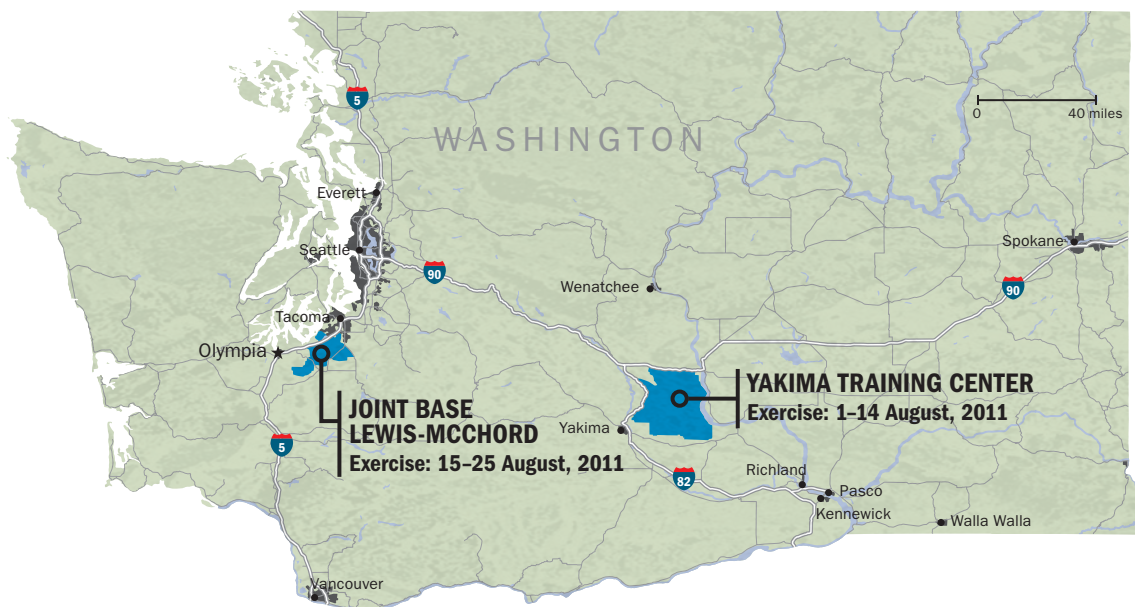 5
0
40 miles
WASHINGTON
Everett
Seattle
Spokane
90
Wenatchee
90
Tacoma
Olympia
YAKIMA TRAINING CENTER
Exercise: 1–14 August, 2011
JOINT BASE
LEWIS-MCCHORD
Exercise: 15–25 August, 2011
Yakima
5
82
Richland
Pasco
Kennewick
Walla Walla
Vancouver